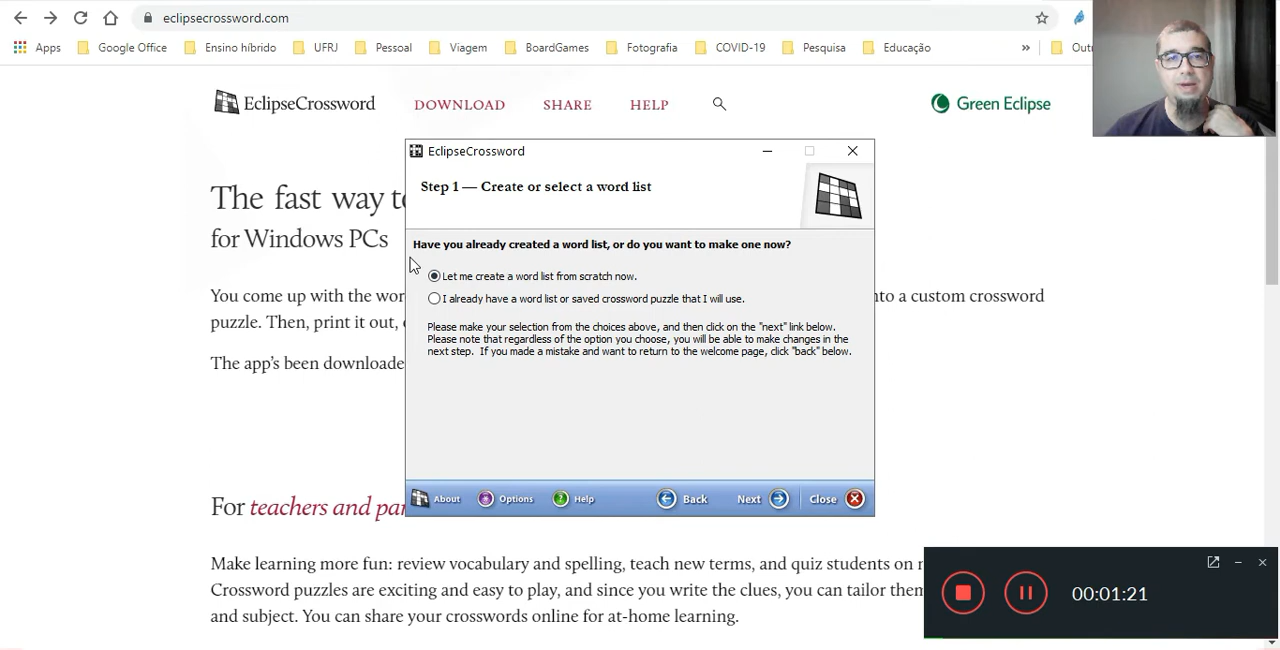 eclipsecrossword.com
Apps Google Office Ensino híbrido UFRJ Pessoal Viagem BoardGames Fotografia COVID-19 Pesquisa Educação » Outr
EclipseCrossword DOWNLOAD SHARE HELP Green Eclipse
EclipseCrossword
Step 1 — Create or select a word list
The fast way to
for Windows PCs
Have you already created a word list, or do you want to make one now?
Let me create a word list from scratch now.
I already have a word list or saved crossword puzzle that I will use.
You come up with the wor nto a custom crossword
puzzle. Then, print it out,
Please make your selection from the choices above, and then click on the "next" link below.
Please note that regardless of the option you choose, you will be able to make changes in the
next step. If you made a mistake and want to return to the welcome page, click "back" below.
The app's been downloade
About Options Help Back Next Close
For teachers and par
Make learning more fun: review vocabulary and spelling, teach new terms, and quiz students on
Crossword puzzles are exciting and easy to play, and since you write the clues, you can tailor them
and subject. You can share your crosswords online for at-home learning.
00:01:21